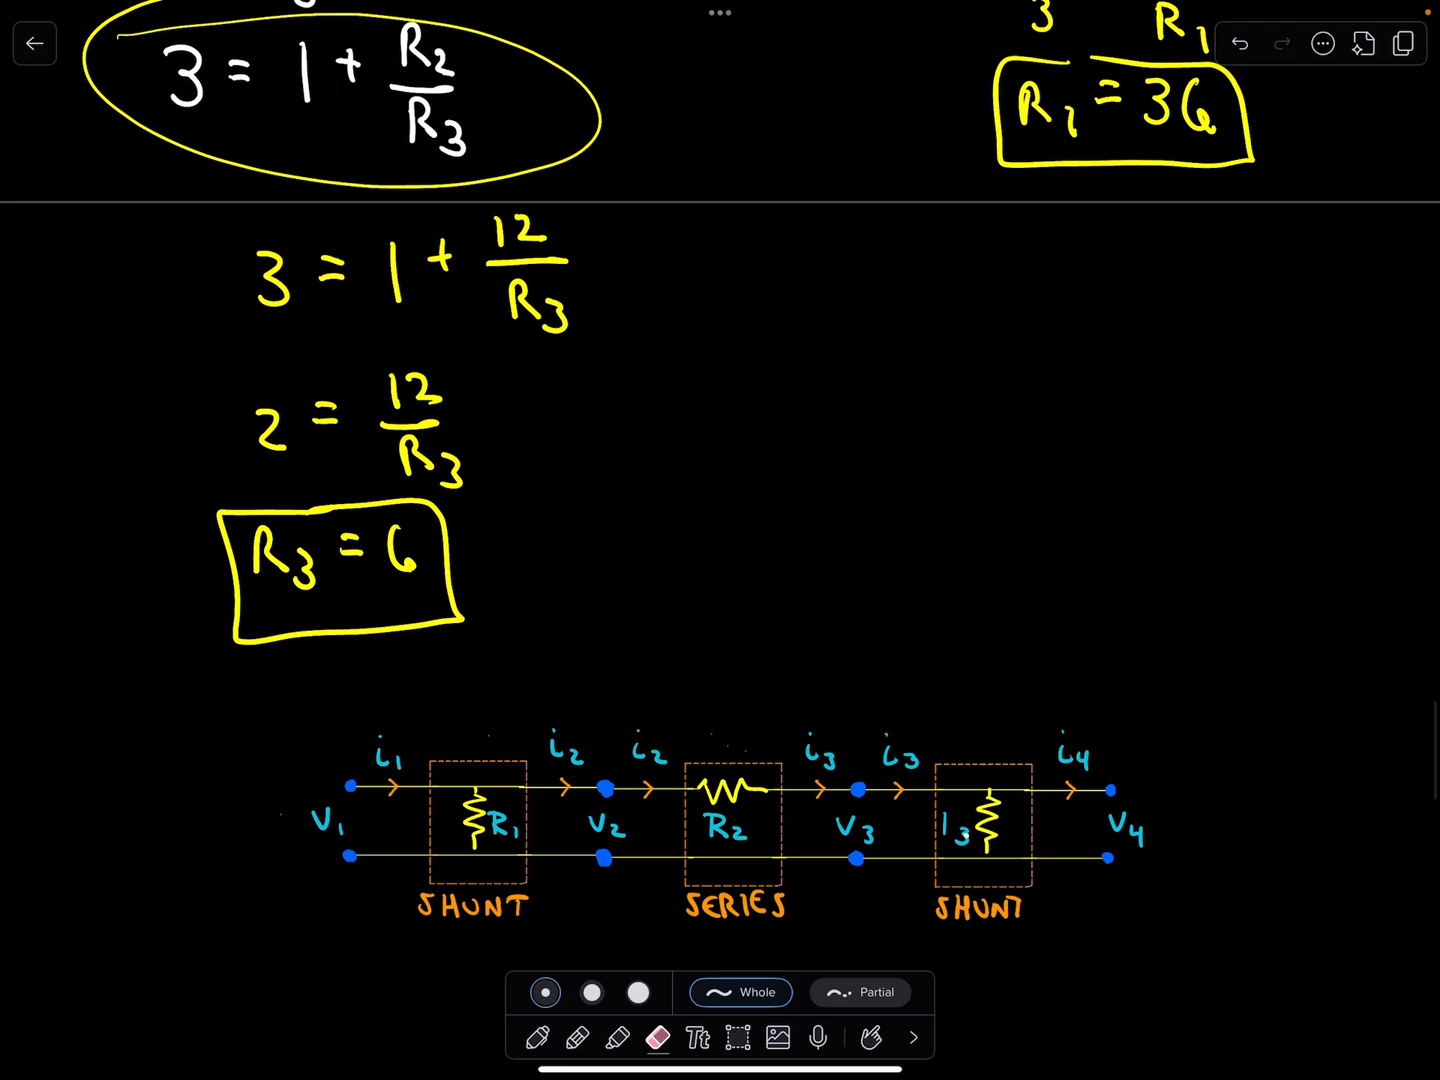 3 = 1 + R2/R3
3 R1
R1 = 36
3 = 1 + 12/R3
2 = 12/R3
R3 = 6
i1 i2 i2 i3 i3 i4
V1 R1 V2 R2 V3 13 V4
SHUNT SERIES SHUNT
Whole Partial
Tt